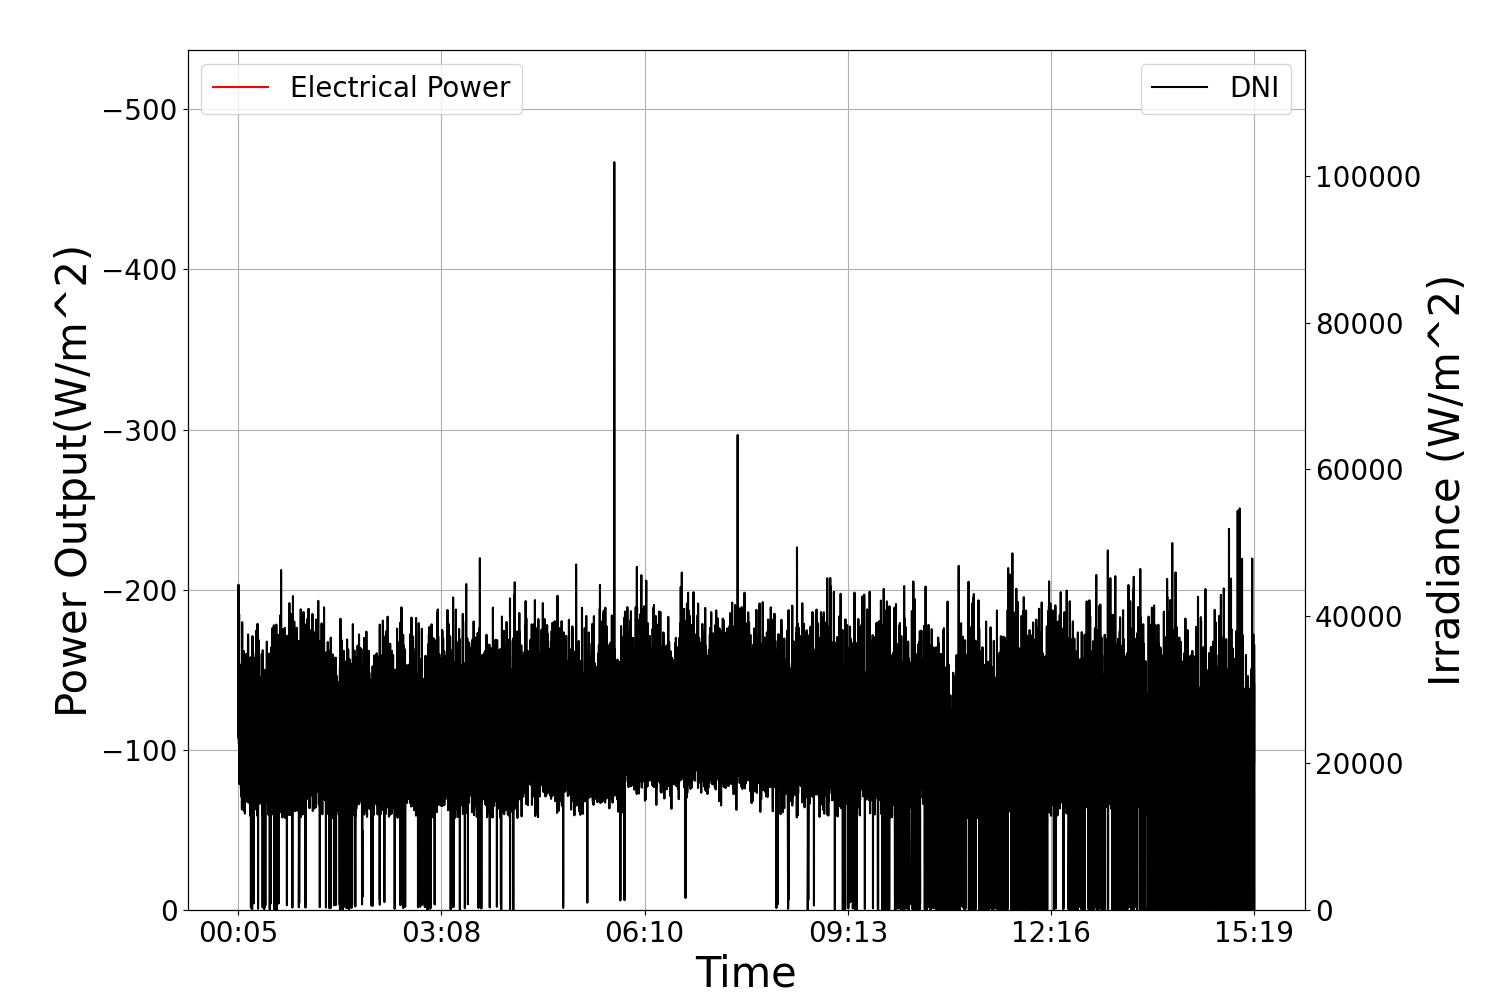 Electrical Power
DNI
Power Output(W/m^2)
−500
−400
−300
−200
−100
0
100000
80000
60000
40000
20000
0
Irradiance (W/m^2)
00:05 03:08 06:10 09:13 12:16 15:19
Time